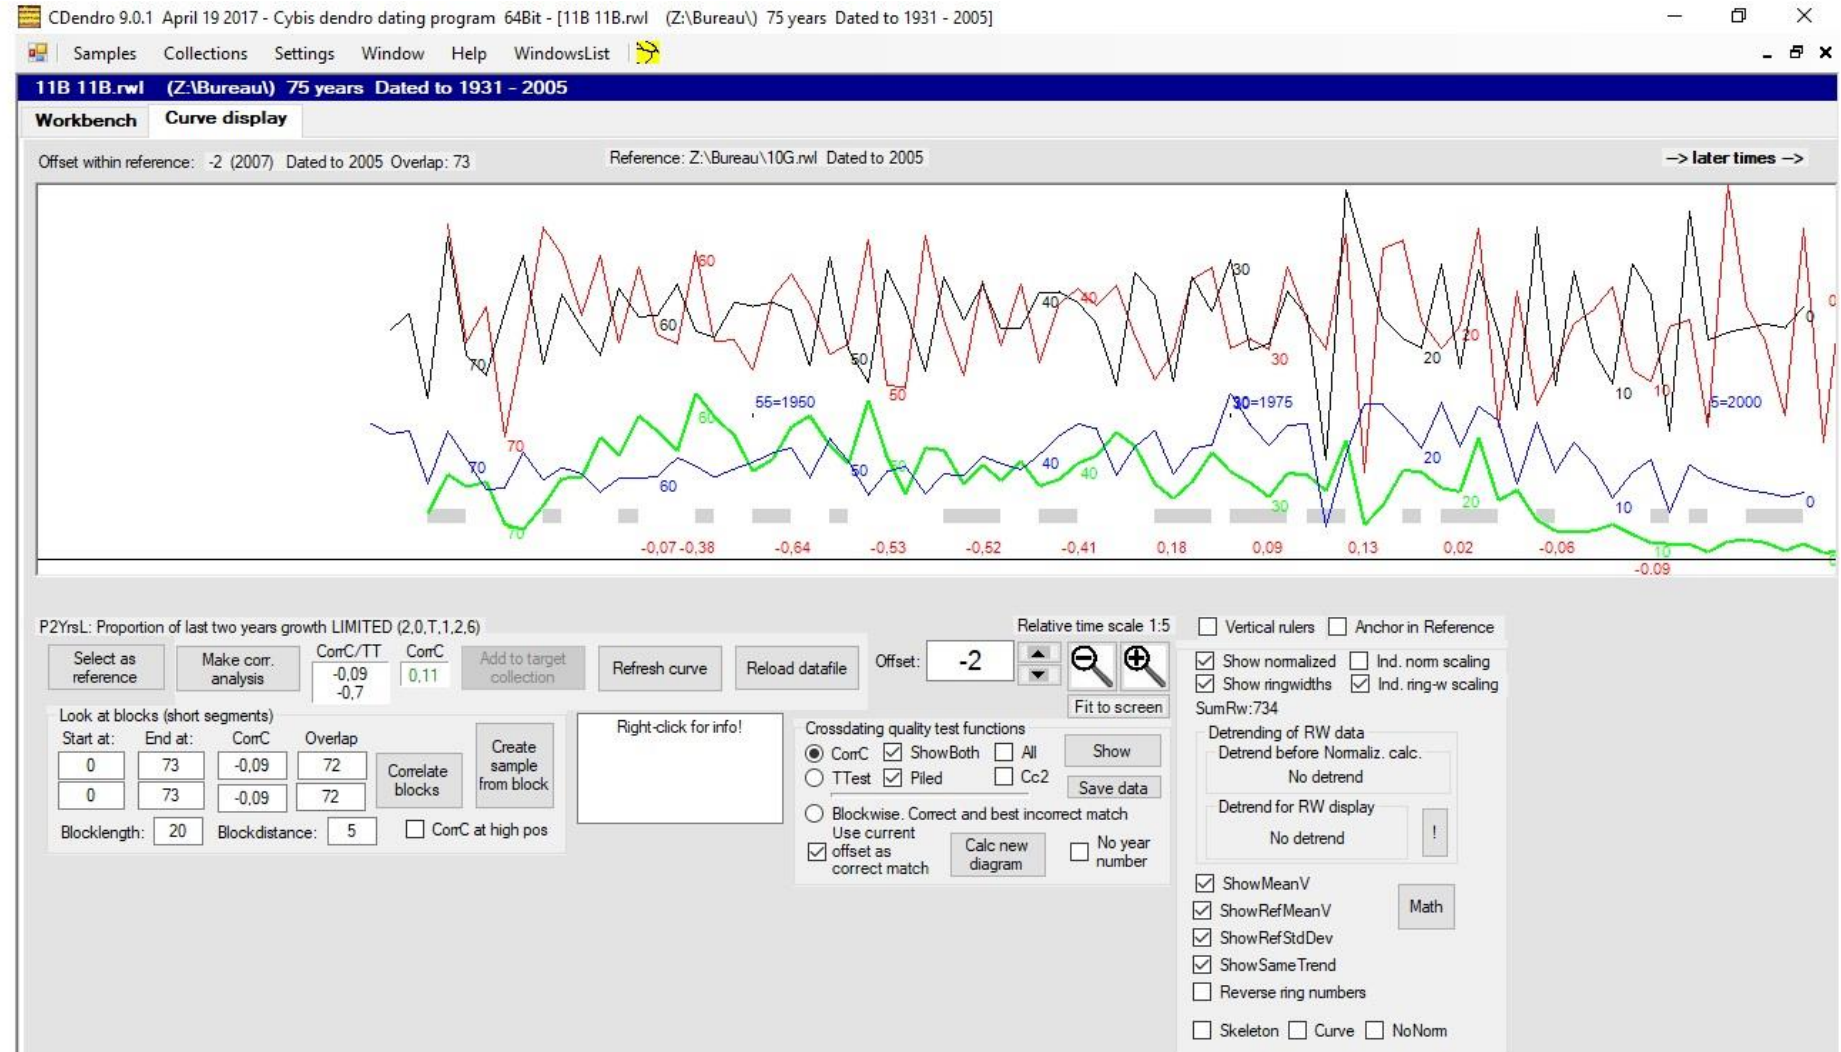 CDendro 9.0.1 April 19 2017 - Cybis dendro dating program 64Bit - [11B 11B.rwl (Z:\Bureau\) 75 years Dated to 1931 - 2005]
Samples Collections Settings Window Help WindowsList
11B 11B.rwl (Z:\Bureau\) 75 years Dated to 1931 - 2005
Workbench Curve display
Offset within reference: -2 (2007) Dated to 2005 Overlap: 73 Reference: Z:\Bureau\10G.rwl Dated to 2005 --> later times -->
60 30 40 40 0 0
60 20
70 50 30 20
50 10 10
55=1950 30=1975 5=2000
60
70
70 50 50 40 40 20
60 30 20 10 0
70
-0,07 -0,38 -0,64 -0,53 -0,52 -0,41 0,18 0,09 0,13 0,02 -0,06
10
-0.09
P2YrsL: Proportion of last two years growth LIMITED (2,0,T,1,2,6) Relative time scale 1:5
Select as reference
Make corr. analysis
CorrC/TT
-0,09
-0,7
CorrC
0,11
Add to target collection
Refresh curve
Reload datafile
Offset: -2
Fit to screen
Look at blocks (short segments)
Start at: End at: CorrC Overlap
0 73 -0,09 72
0 73 -0,09 72
Correlate blocks
Create sample from block
Blocklength: 20 Blockdistance: 5 CorrC at high pos
Right-click for info!
Crossdating quality test functions
CorrC ShowBoth All Show
TTest Piled Cc2 Save data
Blockwise. Correct and best incorrect match
Use current
offset as
correct match
Calc new diagram
No year number
Vertical rulers Anchor in Reference
Show normalized Ind. norm scaling
Show ringwidths Ind. ring-w scaling
SumRw:734
Detrending of RW data
Detrend before Normaliz. calc.
No detrend
Detrend for RW display
No detrend
!
ShowMeanV
ShowRefMeanV
Math
ShowRefStdDev
ShowSameTrend
Reverse ring numbers
Skeleton Curve NoNorm